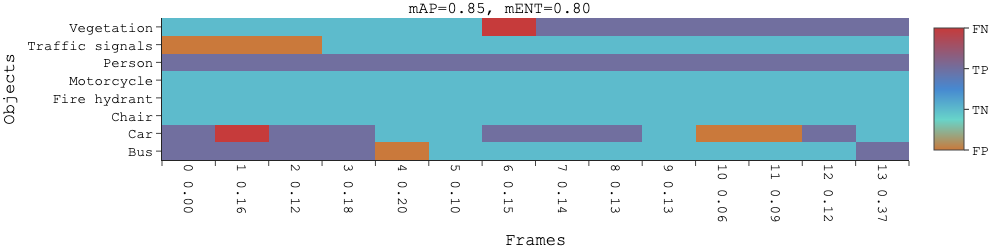 mAP=0.85, mENT=0.80
Objects
Vegetation
Traffic signals
Person
Motorcycle
Fire hydrant
Chair
Car
Bus
0 0.00
1 0.16
2 0.12
3 0.18
4 0.20
5 0.10
6 0.15
7 0.14
8 0.13
9 0.13
10 0.06
11 0.09
12 0.12
13 0.37
Frames
FN
TP
TN
FP